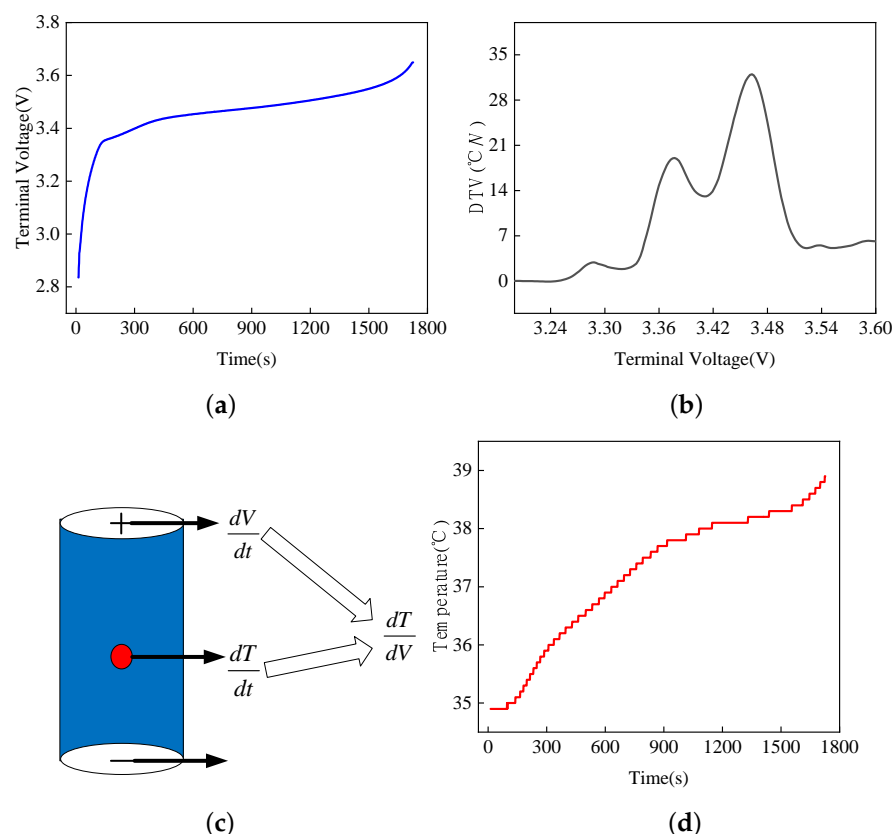 3.8
3.6
3.4
3.2
3.0
2.8
Terminal Voltage(V)
0 300 600 900 1200 1500 1800
Time(s)
(a)
35
28
21
14
7
0
DTV(℃/V)
3.24 3.30 3.36 3.42 3.48 3.54 3.60
Terminal Voltage(V)
(b)
+
dV
dt
dT
dt
dT
dV
−
(c)
39
38
37
36
35
Temperature(℃)
0 300 600 900 1200 1500 1800
Time(s)
(d)